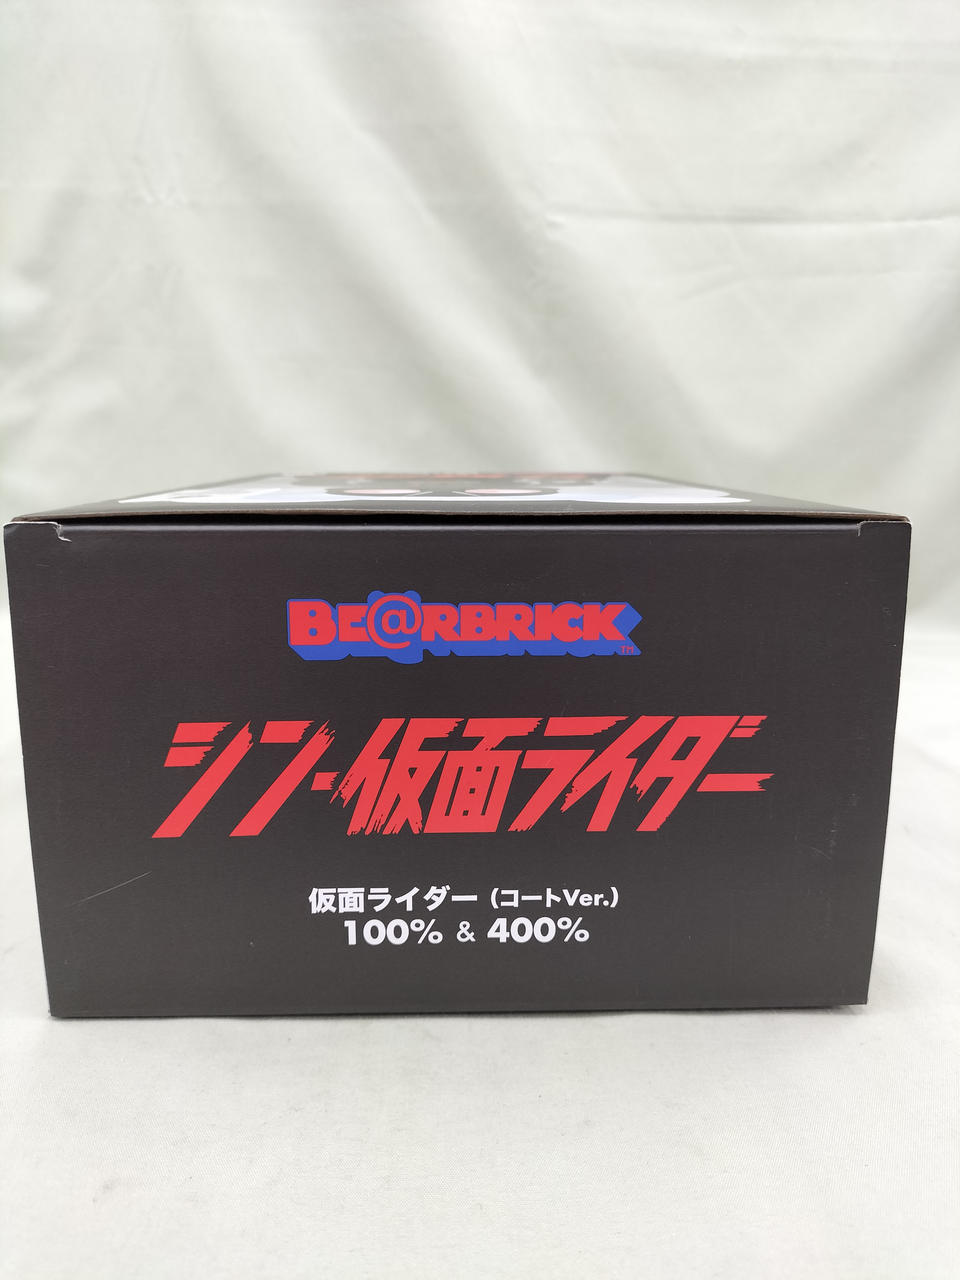 BE@RBRICK™
シン・仮面ライダー
仮面ライダー（コートVer.）
100% & 400%